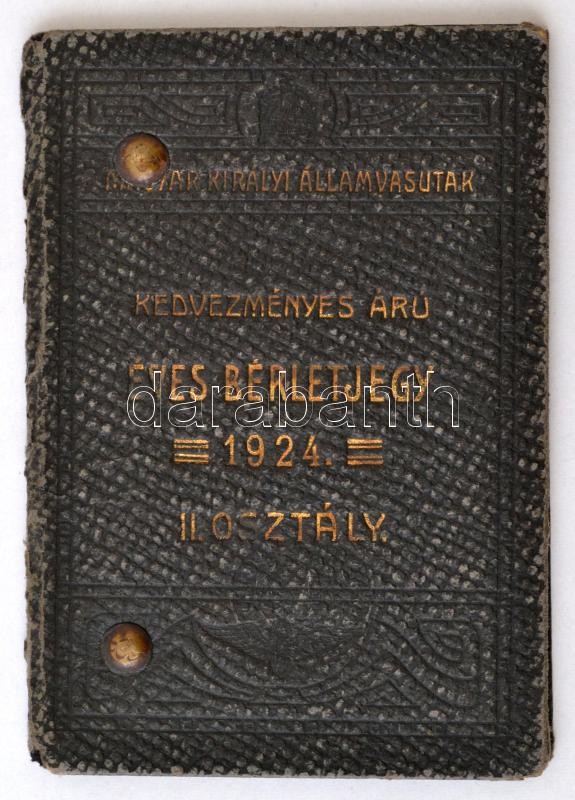 MAGYAR KIRÁLYI ÁLLAMVASUTAK
KEDVEZMÉNYES ÁRÚ
ÉVES BÉRLETJEGY
darabanth
1924.
II. OSZTÁLY.